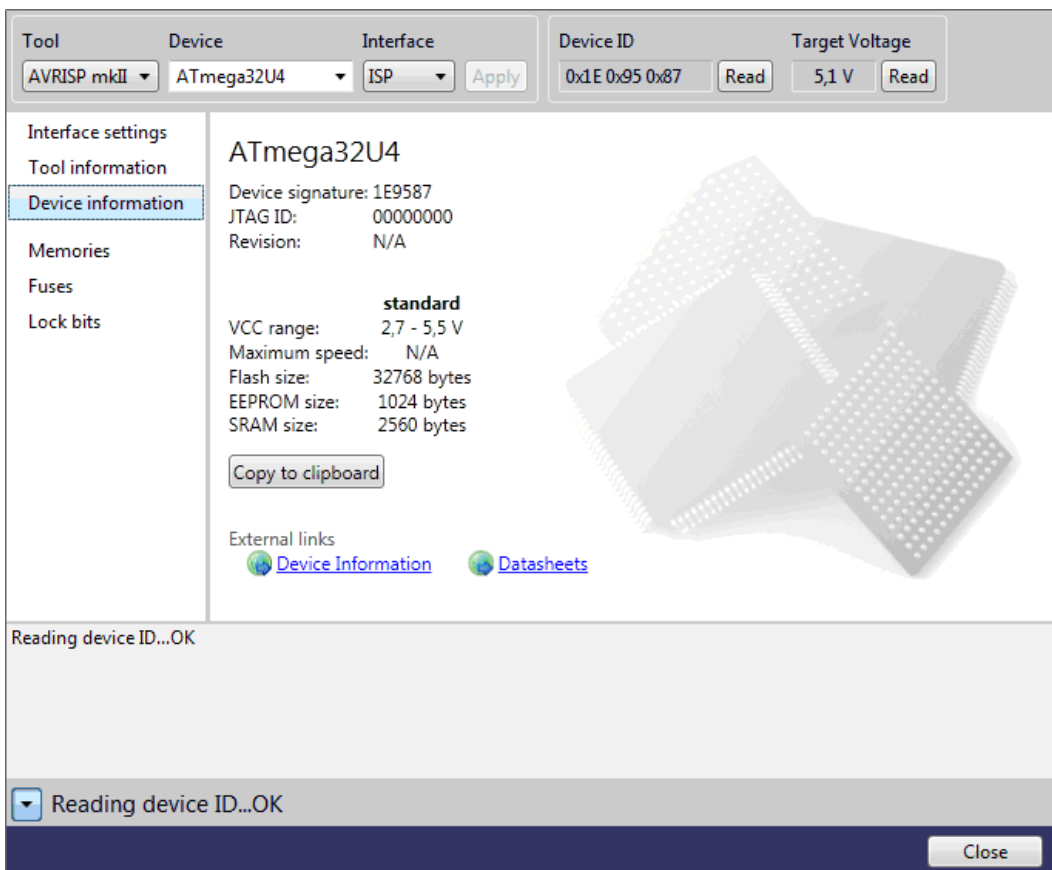 Tool Device Interface Device ID Target Voltage
AVRISP mkII ATmega32U4 ISP Apply 0x1E 0x95 0x87 Read 5,1 V Read
Interface settings
Tool information
Device information
Memories
Fuses
Lock bits
ATmega32U4
Device signature: 1E9587
JTAG ID: 00000000
Revision: N/A
standard
VCC range: 2,7 - 5,5 V
Maximum speed: N/A
Flash size: 32768 bytes
EEPROM size: 1024 bytes
SRAM size: 2560 bytes
Copy to clipboard
External links
Device Information Datasheets
Reading device ID...OK
Reading device ID...OK
Close